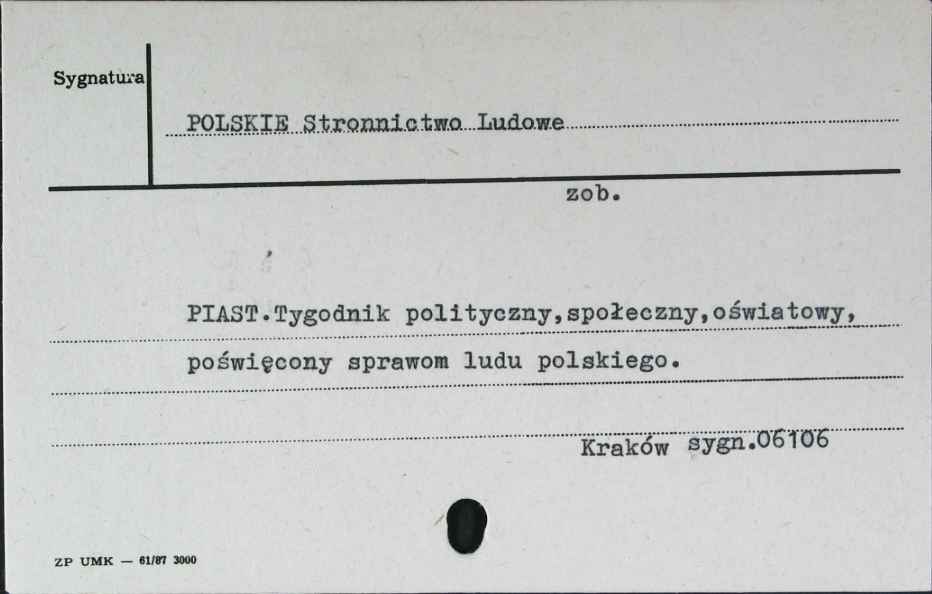 Sygnatura
POLSKIE Stronnictwo Ludowe
zob.
PIAST.Tygodnik polityczny,społeczny,oświatowy,
poświęcony sprawom ludu polskiego.
Kraków sygn.06106
ZP UMK — 61/87 3000